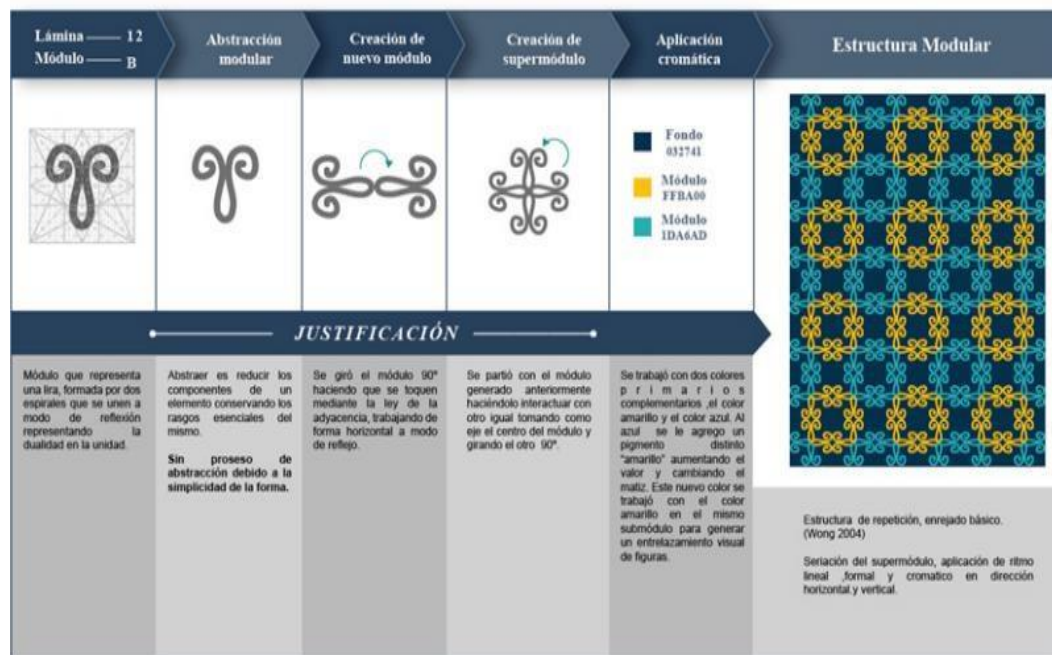 Lámina —— 12
Módulo —— B
Abstracción
modular
Creación de
nuevo módulo
Creación de
supermódulo
Aplicación
cromática
Estructura Modular
Fondo
032741
Módulo
FFBA00
Módulo
1DA6AD
JUSTIFICACIÓN
Módulo que representa
una lira, formada por dos
espirales que se unen a
modo de reflexión
representando la
dualidad en la unidad.
Abstraer es reducir los
componentes de un
elemento conservando los
rasgos esenciales del
mismo.
Sin proseso de
abstracción debido a la
simplicidad de la forma.
Se giró el módulo 90º
haciendo que se toquen
mediante la ley de la
adyacencia, trabajando de
forma horizontal a modo
de reflejo.
Se partió con el módulo
generado anteriormente
haciéndolo interactuar con
otro igual tomando como
eje el centro del módulo y
girando el otro 90º.
Se trabajó con dos colores
primarios
complementarios ,el color
amarillo y el color azul. Al
azul se le agrego un
pigmento distinto
"amarillo" aumentando el
valor y cambiando el
matiz. Este nuevo color se
trabajó con el color
amarillo en el mismo
submódulo para generar
un entrelazamiento visual
de figuras.
Estructura de repetición, enrejado básico.
(Wong 2004)
Seriación del supermódulo, aplicación de ritmo
lineal ,formal y cromatico en dirección
horizontal.y vertical.